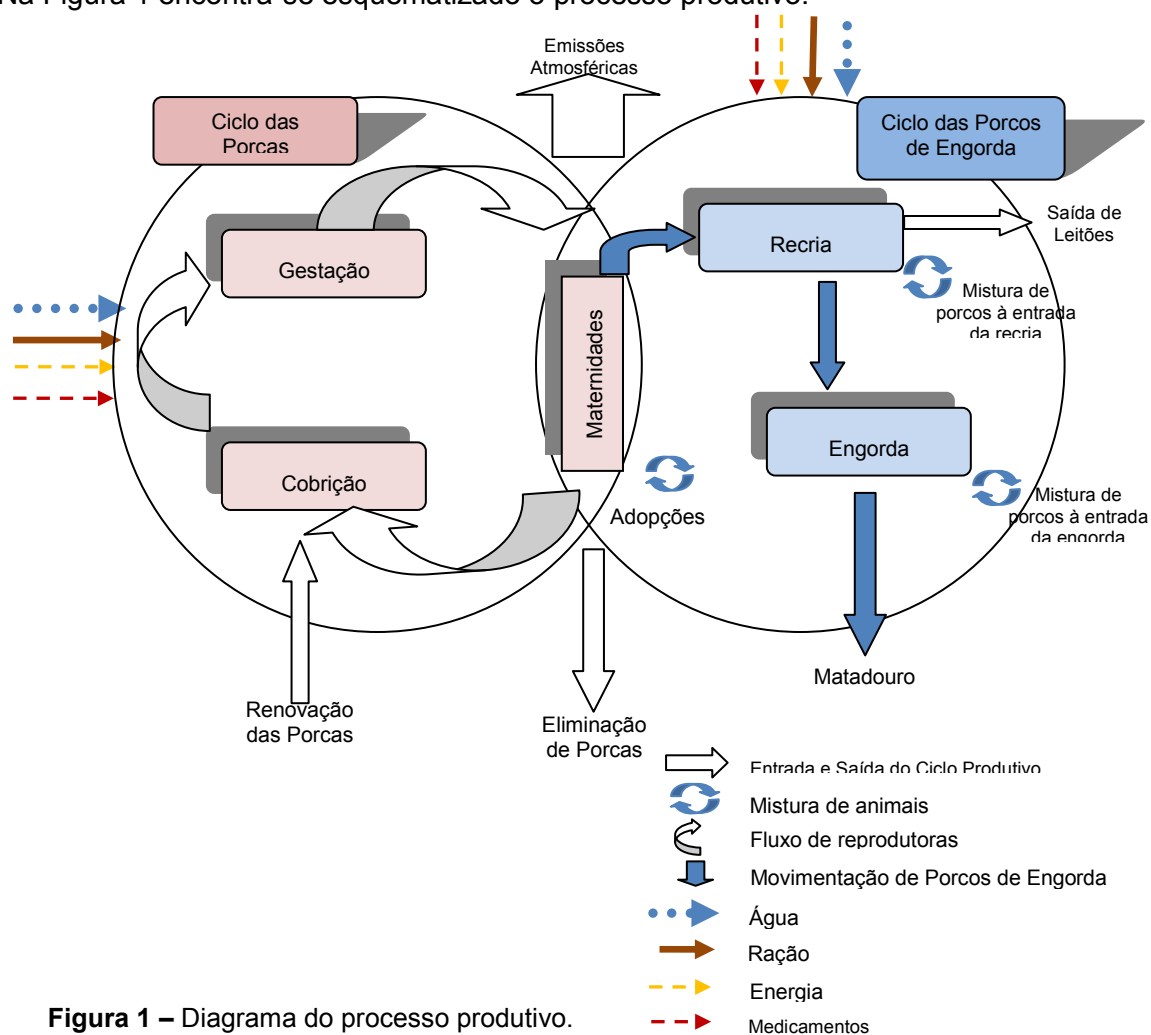 Na Figura 1 encontra-se esquematizado o processo produtivo.
Emissões
Atmosféricas
Ciclo das
Porcas
Ciclo das Porcos
de Engorda
Gestação
Recria
Saída de
Leitões
Mistura de
porcos à entrada
da recria
Maternidades
Engorda
Cobrição
Adopções
Mistura de
porcos à entrada
da engorda
Matadouro
Renovação
das Porcas
Eliminação
de Porcas
Entrada e Saída do Ciclo Produtivo
Mistura de animais
Fluxo de reprodutoras
Movimentação de Porcos de Engorda
Água
Ração
Energia
Medicamentos
Figura 1 – Diagrama do processo produtivo.